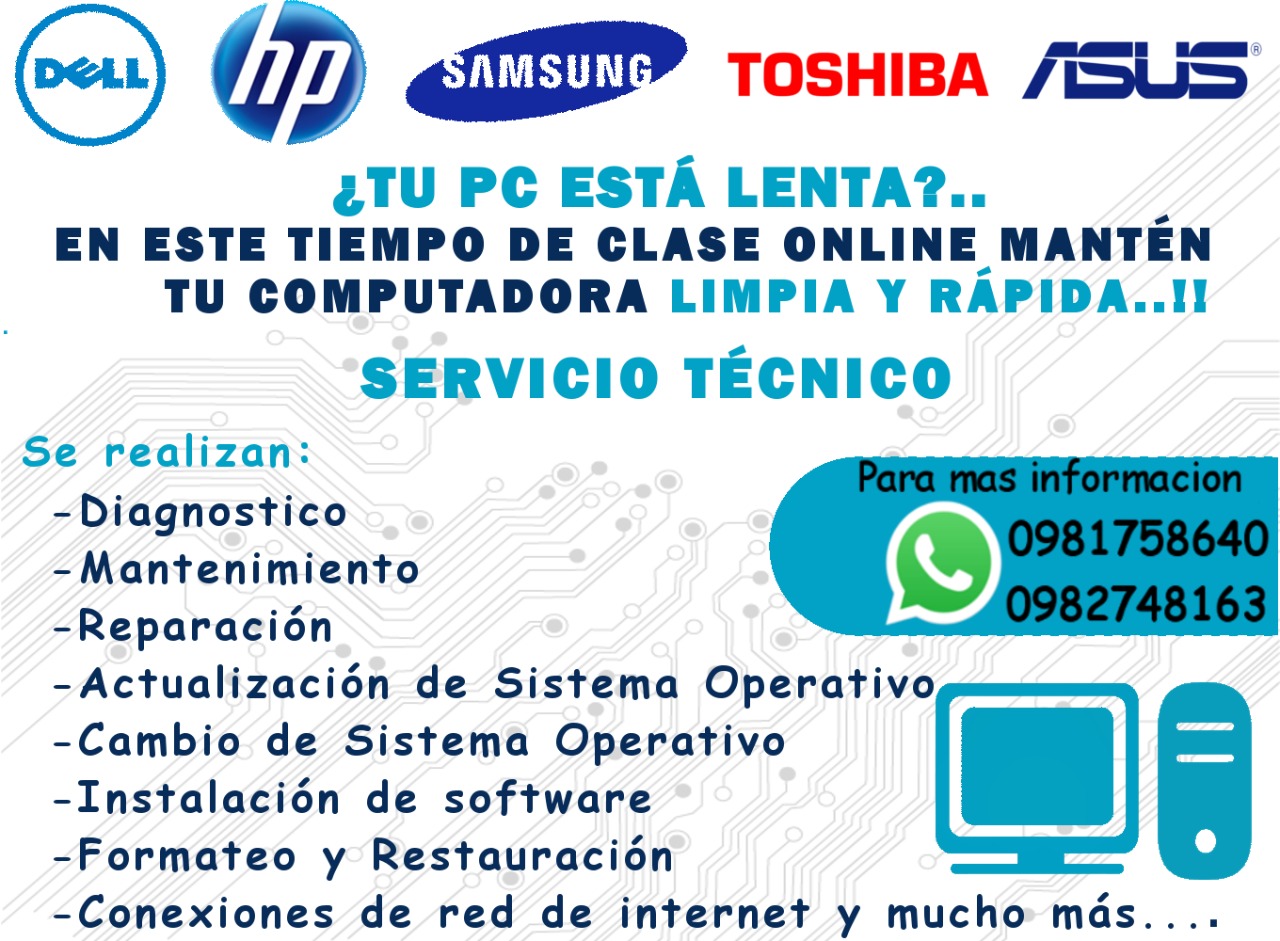 DELL hp SAMSUNG TOSHIBA ASUS®
¿TU PC ESTÁ LENTA?..
EN ESTE TIEMPO DE CLASE ONLINE MANTÉN
TU COMPUTADORA LIMPIA Y RÁPIDA..!!
SERVICIO TÉCNICO
Se realizan:
-Diagnostico
-Mantenimiento
-Reparación
-Actualización de Sistema Operativo
-Cambio de Sistema Operativo
-Instalación de software
-Formateo y Restauración
-Conexiones de red de internet y mucho más....
Para mas informacion
0981758640
0982748163